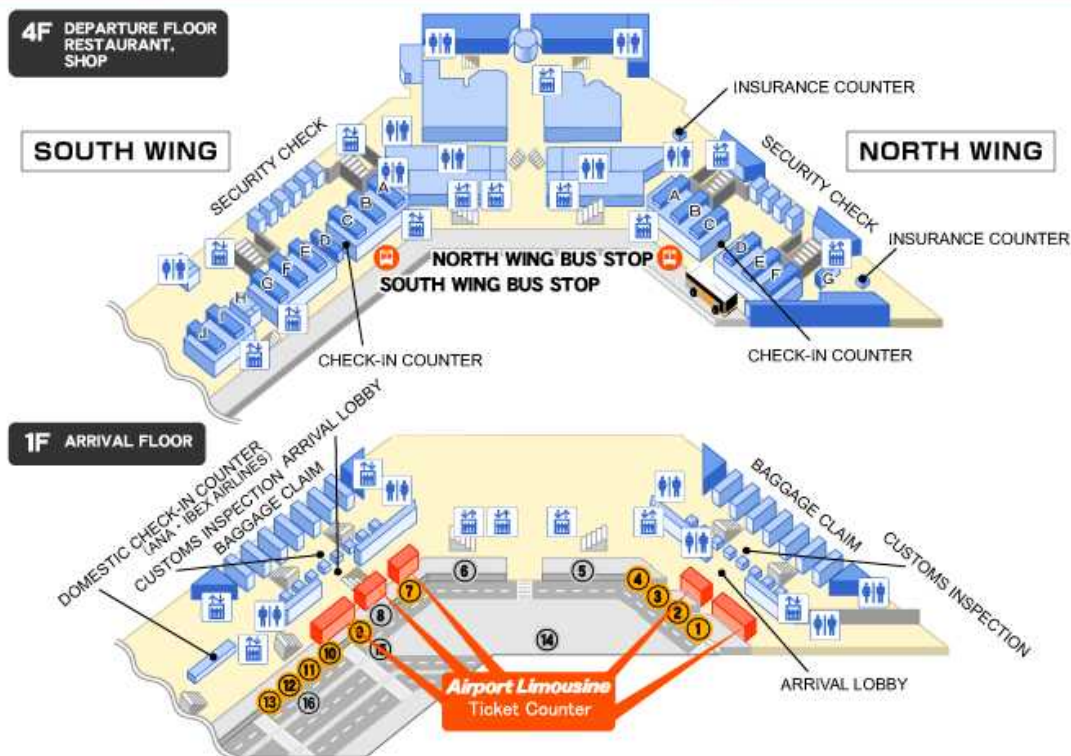 4F DEPARTURE FLOOR
RESTAURANT,
SHOP
SOUTH WING
NORTH WING
SECURITY CHECK
INSURANCE COUNTER
SECURITY CHECK
INSURANCE COUNTER
A
B
C
D
E
F
G
H
I
J
A
B
C
D
E
F
G
NORTH WING BUS STOP
SOUTH WING BUS STOP
CHECK-IN COUNTER
CHECK-IN COUNTER
1F ARRIVAL FLOOR
DOMESTIC CHECK-IN COUNTER
(ANA・IBEX AIRLINES)
CUSTOMS INSPECTION
BAGGAGE CLAIM
ARRIVAL LOBBY
BAGGAGE CLAIM
CUSTOMS INSPECTION
ARRIVAL LOBBY
6
5
7
8
9
10
11
12
13
15
16
14
4
3
2
1
Airport Limousine
Ticket Counter